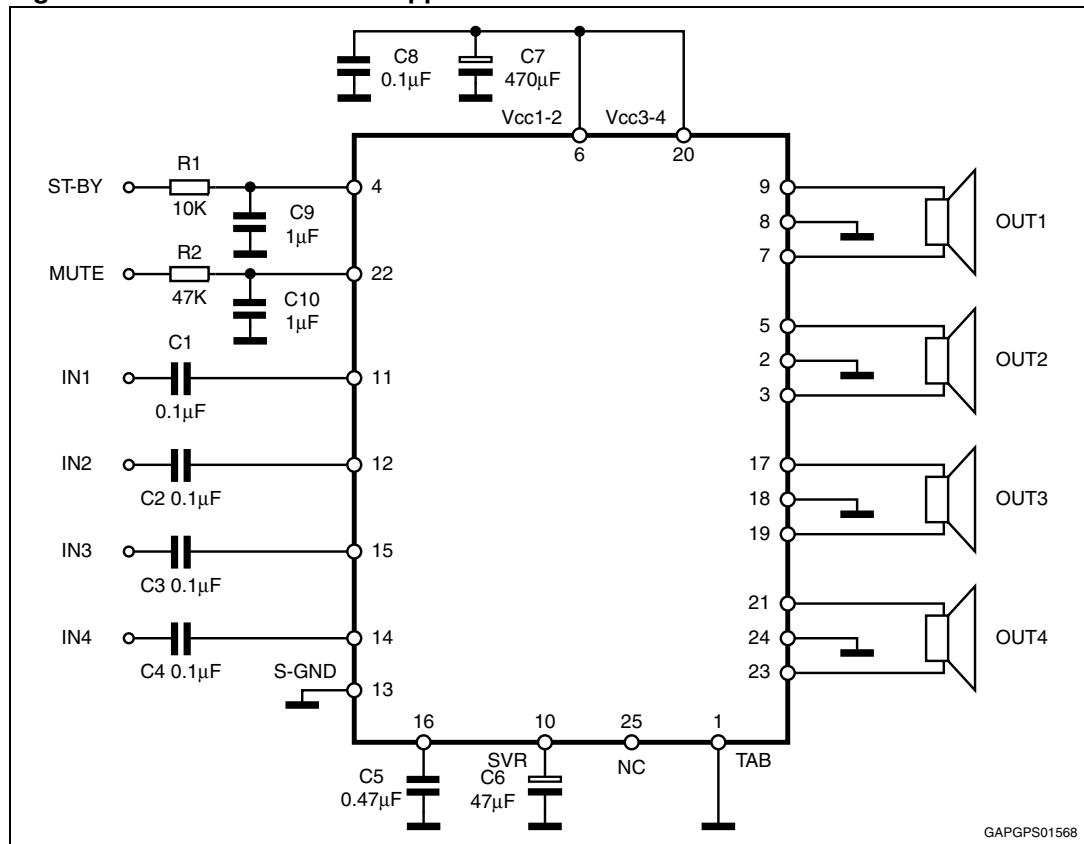 C8
0.1µF
C7
470µF
Vcc1-2
Vcc3-4
6
20
R1
ST-BY
10K
4
C9
1µF
R2
MUTE
47K
22
C10
1µF
C1
IN1
0.1µF
11
IN2
C2 0.1µF
12
IN3
C3 0.1µF
15
IN4
C4 0.1µF
14
S-GND
13
9
8
7
OUT1
5
2
3
OUT2
17
18
19
OUT3
21
24
23
OUT4
16
10
25
1
SVR
NC
TAB
C5
0.47µF
C6
47µF
GAPGPS01568